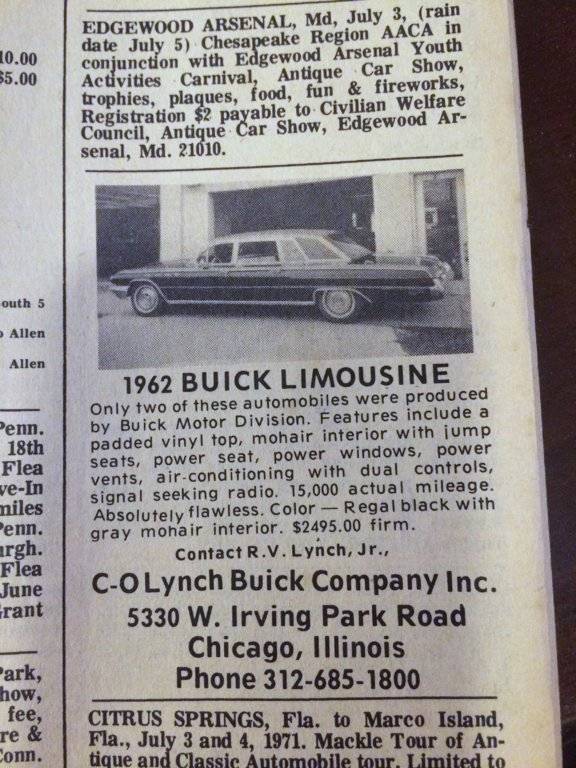 10.00
$5.00
outh 5
Allen
Allen
Penn.
18th
Flea
ve-In
miles
Penn.
urgh.
Flea
June
Grant
Park,
how,
fee,
re &
Conn.
EDGEWOOD ARSENAL, Md, July 3, (rain
date July 5) Chesapeake Region AACA in
conjunction with Edgewood Arsenal Youth
Activities Carnival, Antique Car Show,
trophies, plaques, food, fun & fireworks,
Registration $2 payable to Civilian Welfare
Council, Antique Car Show, Edgewood Ar-
senal, Md. 21010.
1962 BUICK LIMOUSINE
Only two of these automobiles were produced
by Buick Motor Division. Features include a
padded vinyl top, mohair interior with jump
seats, power seat, power windows, power
vents, air-conditioning with dual controls,
signal seeking radio. 15,000 actual mileage.
Absolutely flawless. Color — Regal black with
gray mohair interior. $2495.00 firm.
Contact R.V. Lynch, Jr.,
C-O Lynch Buick Company Inc.
5330 W. Irving Park Road
Chicago, Illinois
Phone 312-685-1800
CITRUS SPRINGS, Fla. to Marco Island,
Fla., July 3 and 4, 1971. Mackle Tour of An-
tique and Classic Automobile tour. Limited to